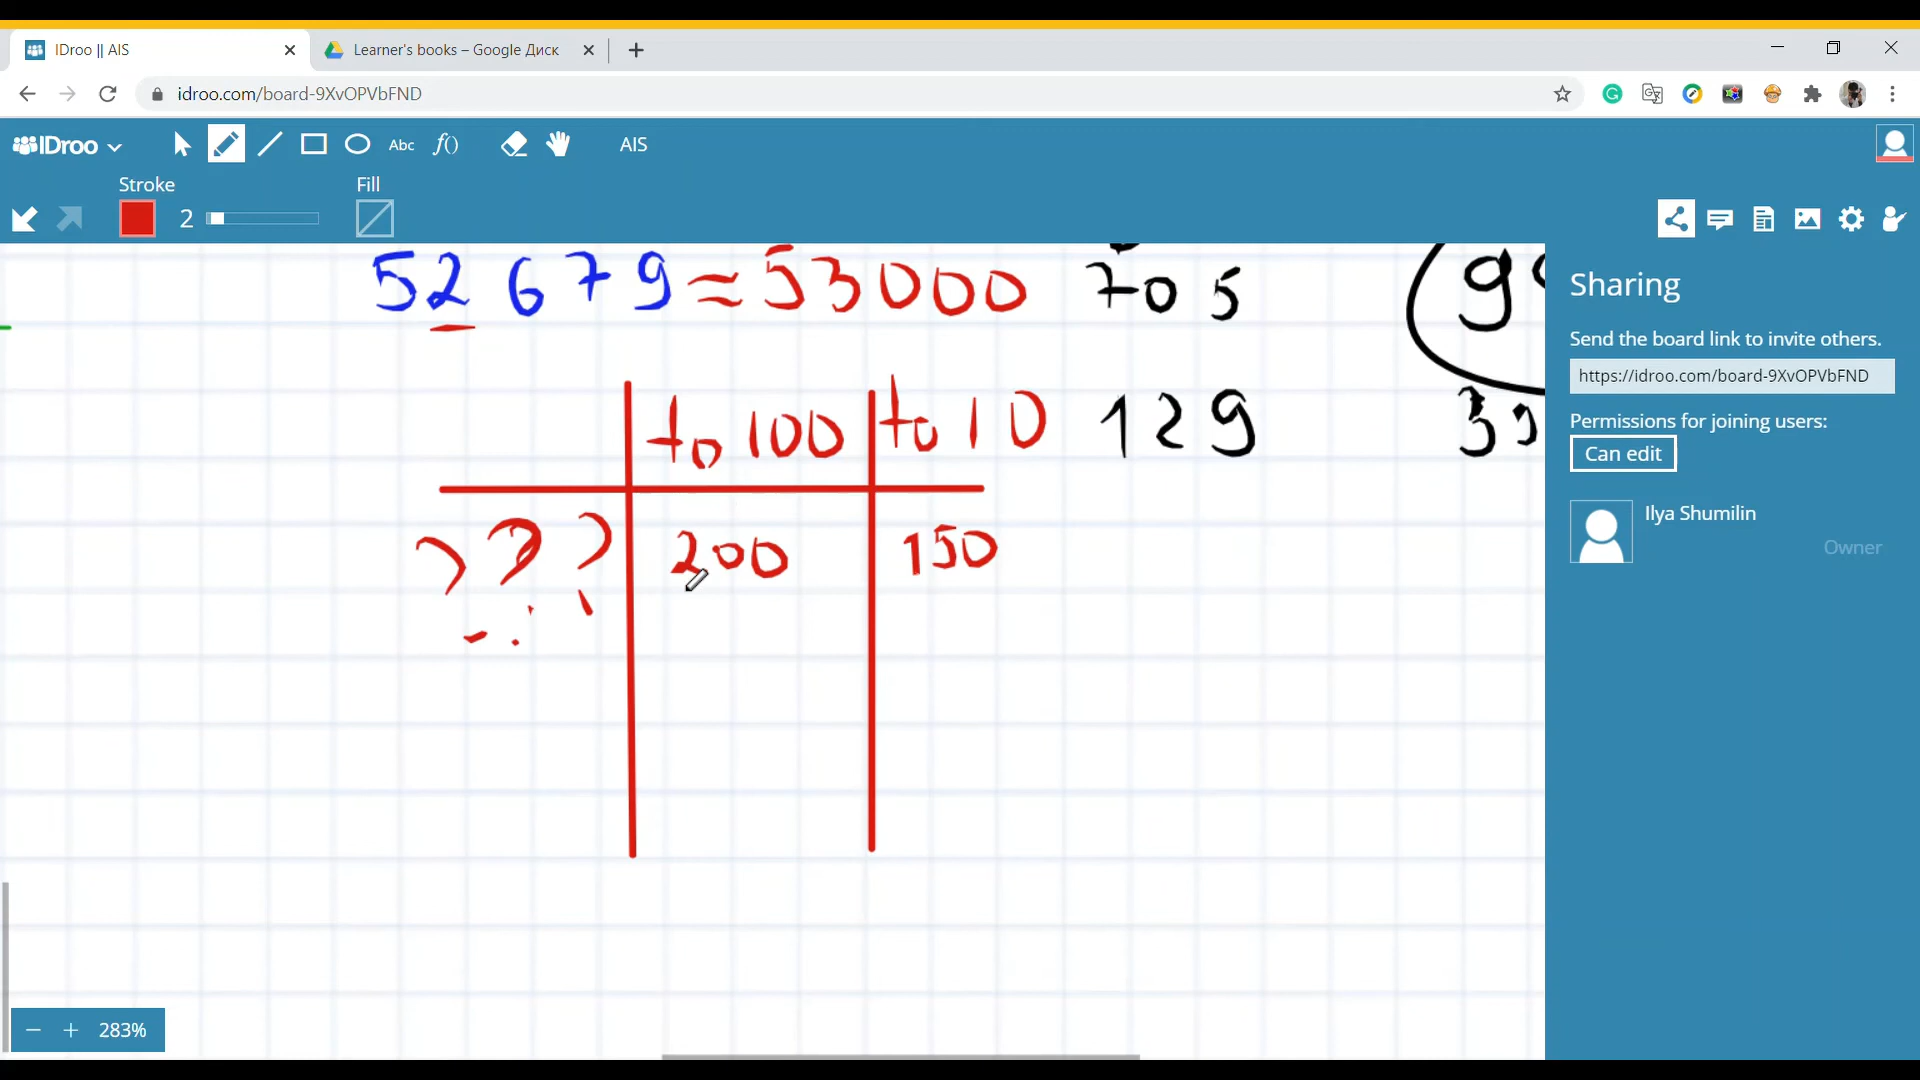 IDroo || AIS
Learner's books – Google Диск
idroo.com/board-9XvOPVbFND
IDroo
Abc
f()
AIS
Stroke
Fill
2
52 679 ≈ 53000
705
Sharing
Send the board link to invite others.
https://idroo.com/board-9XvOPVbFND
Permissions for joining users:
Can edit
to 100
to 10
129
Ilya Shumilin
Owner
? ? ?
200
150
283%